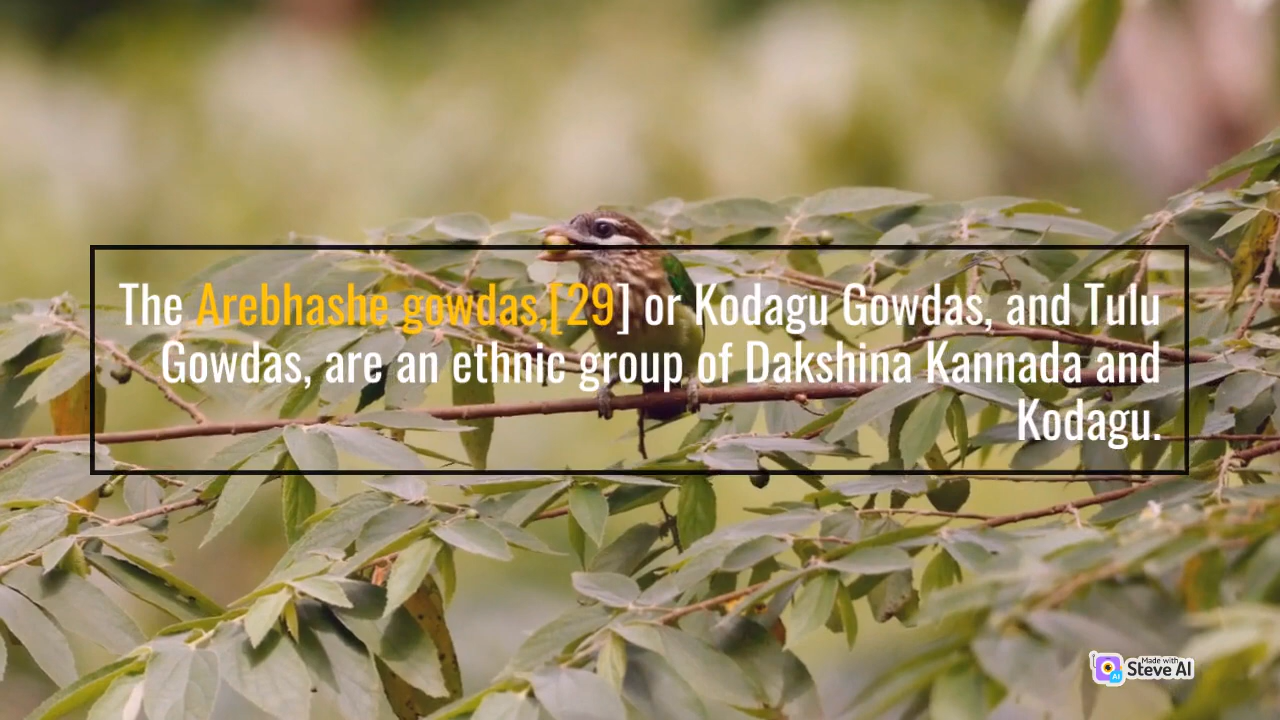 The Arebhashe gowdas,[29] or Kodagu Gowdas, and Tulu
Gowdas, are an ethnic group of Dakshina Kannada and
Kodagu.
Made with
Steve AI
AI